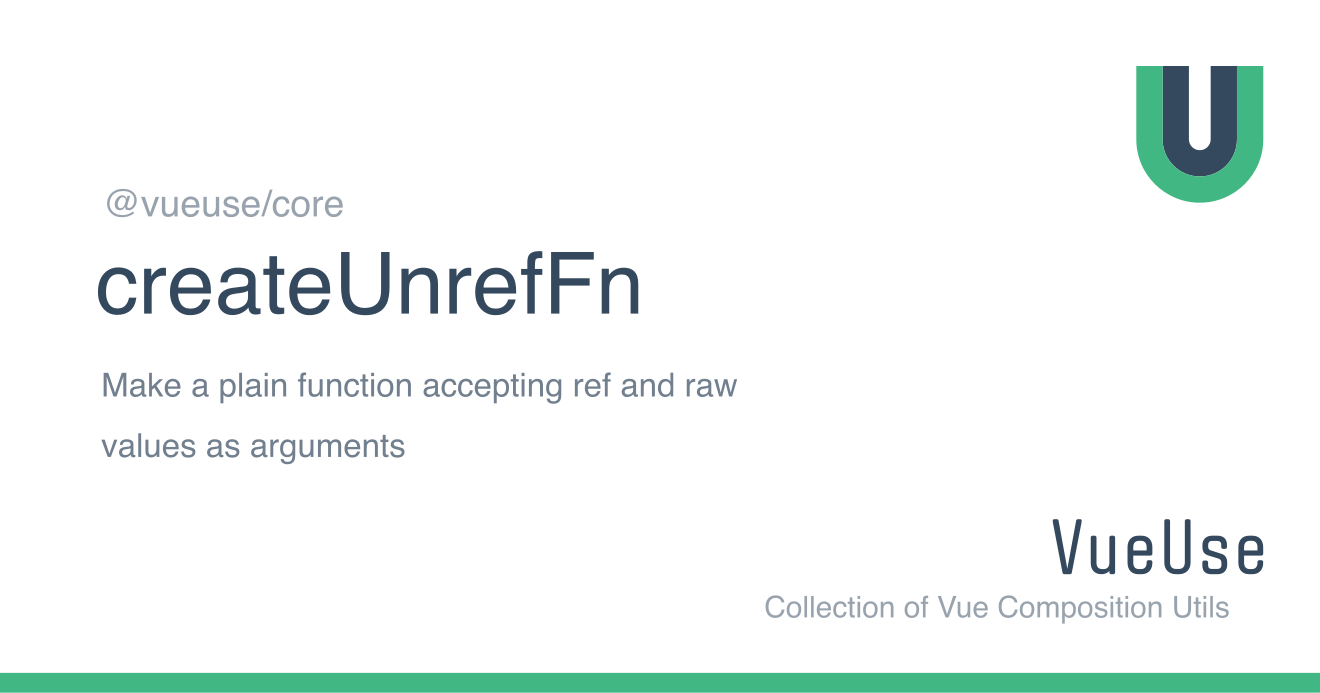 @vueuse/core
createUnrefFn
Make a plain function accepting ref and raw
values as arguments
VueUse
Collection of Vue Composition Utils